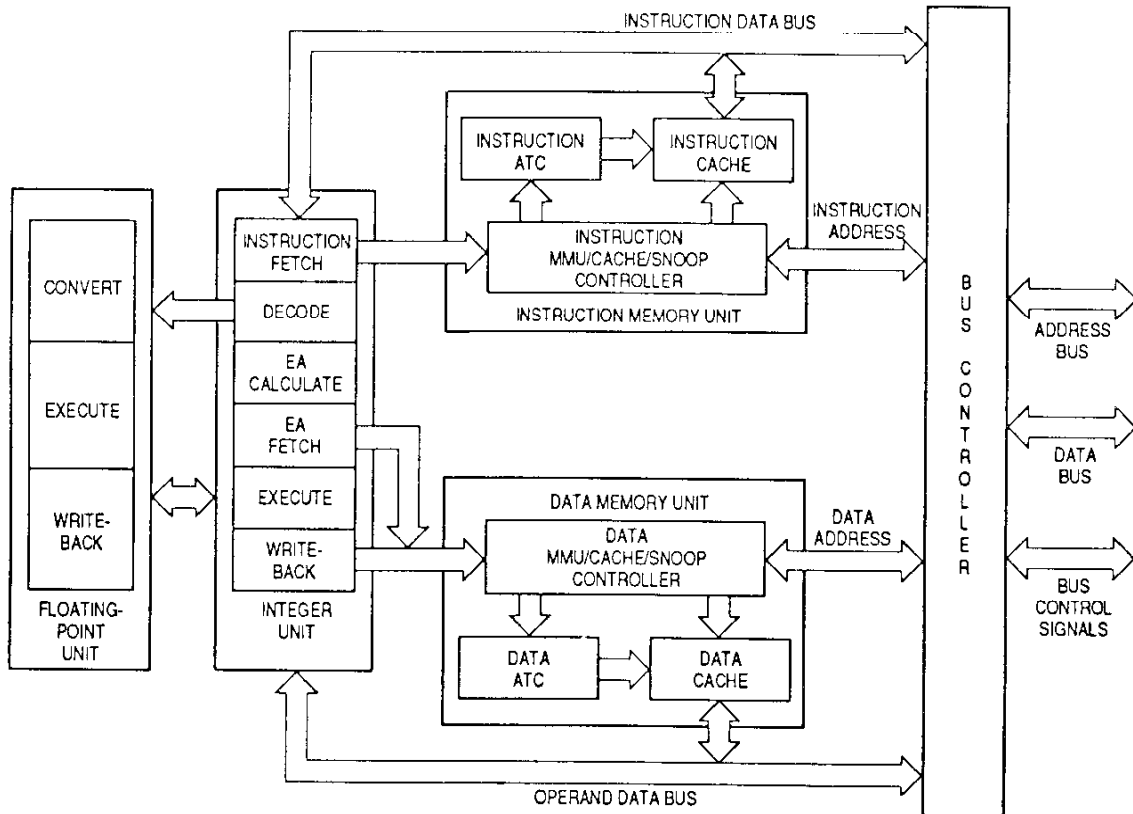 INSTRUCTION DATA BUS
INSTRUCTION
ATC
INSTRUCTION
CACHE
INSTRUCTION
MMU/CACHE/SNOOP
CONTROLLER
INSTRUCTION MEMORY UNIT
INSTRUCTION
ADDRESS
CONVERT
EXECUTE
WRITE-
BACK
FLOATING-
POINT
UNIT
INSTRUCTION
FETCH
DECODE
EA
CALCULATE
EA
FETCH
EXECUTE
WRITE-
BACK
INTEGER
UNIT
DATA MEMORY UNIT
DATA
MMU/CACHE/SNOOP
CONTROLLER
DATA
ATC
DATA
CACHE
DATA
ADDRESS
OPERAND DATA BUS
BUS CONTROLLER
ADDRESS
BUS
DATA
BUS
BUS
CONTROL
SIGNALS